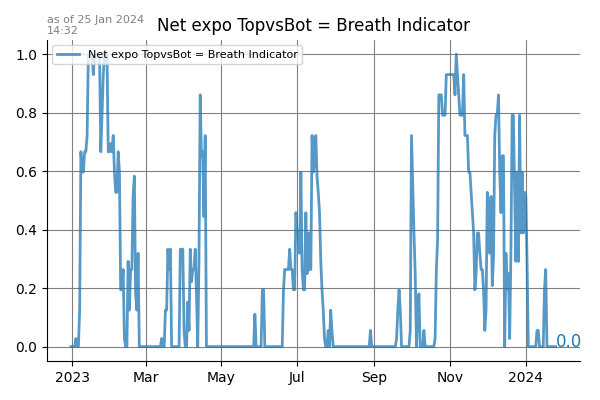 as of 25 Jan 2024
14:32
Net expo TopvsBot = Breath Indicator
Net expo TopvsBot = Breath Indicator
1.0
0.8
0.6
0.4
0.2
0.0
0.0
2023 Mar May Jul Sep Nov 2024